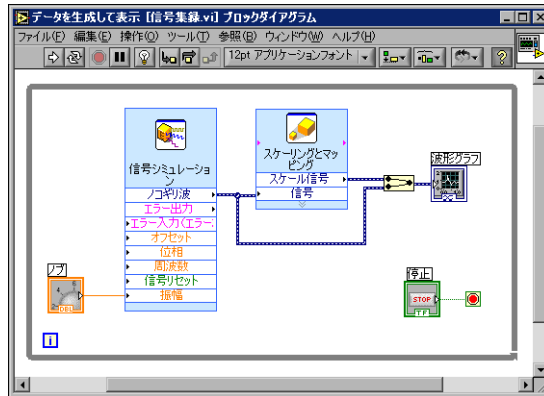 データを生成して表示 [信号集録.vi] ブロックダイアグラム
ファイル(F) 編集(E) 操作(O) ツール(T) 参照(B) ウィンドウ(W) ヘルプ(H)
12pt アプリケーションフォント
信号シミュレーション
ノコギリ波
エラー出力
エラー入力(エラー.
オフセット
位相
周波数
信号リセット
振幅
スケーリングとマッピング
スケール信号
信号
波形グラフ
ノブ
DBL
停止
STOP
TF
i